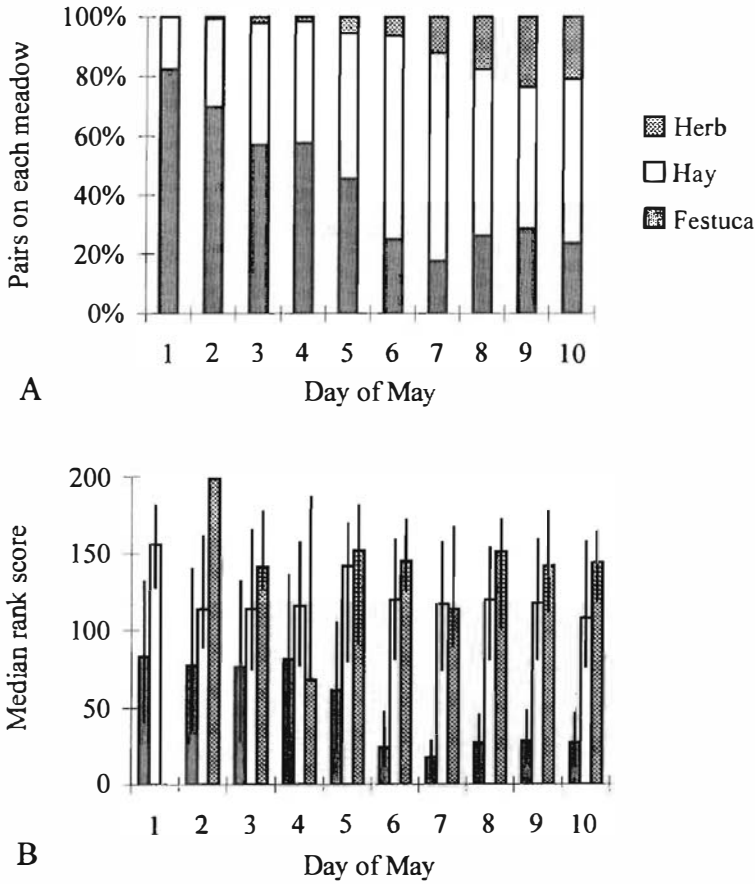 Pairs on each meadow
100%
80%
60%
40%
20%
0%
1 2 3 4 5 6 7 8 9 10
Day of May
A
Herb
Hay
Festuca
Median rank score
200
150
100
50
0
1 2 3 4 5 6 7 8 9 10
Day of May
B